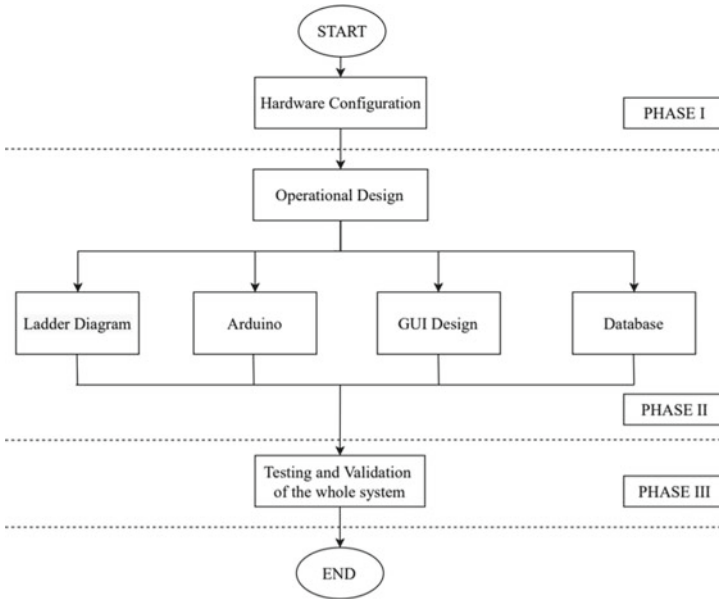 START
Hardware Configuration
PHASE I
Operational Design
Ladder Diagram
Arduino
GUI Design
Database
PHASE II
Testing and Validation
of the whole system
PHASE III
END